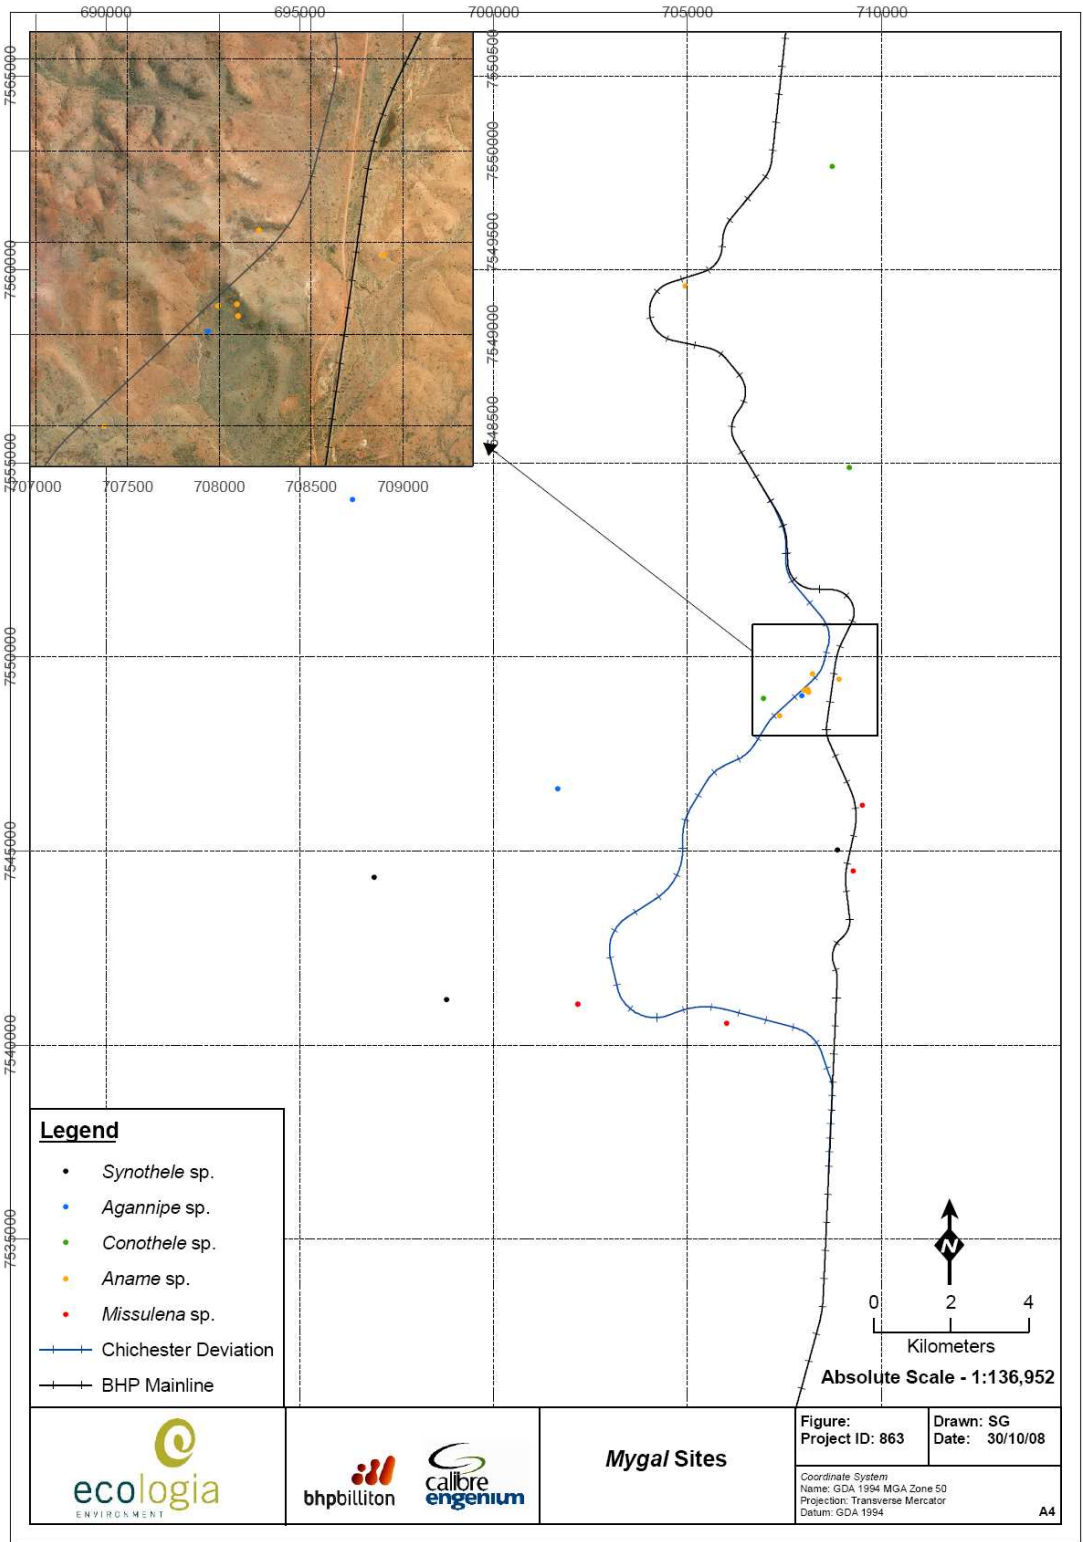 690000 695000 700000 705000 710000
7565000
7560000
7555000
7550000
7545000
7540000
7535000
7550500
7550000
7549500
7549000
7548500
707000 707500 708000 708500 709000
Legend
Synothele sp.
Agannipe sp.
Conothele sp.
Aname sp.
Missulena sp.
Chichester Deviation
BHP Mainline
N
0 2 4
Kilometers
Absolute Scale - 1:136,952
ecologia
ENVIRONMENT
bhpbilliton
calibre
engenium
Mygal Sites
Figure:
Project ID: 863
Drawn: SG
Date: 30/10/08
Coordinate System
Name: GDA 1994 MGA Zone 50
Projection: Transverse Mercator
Datum: GDA 1994
A4